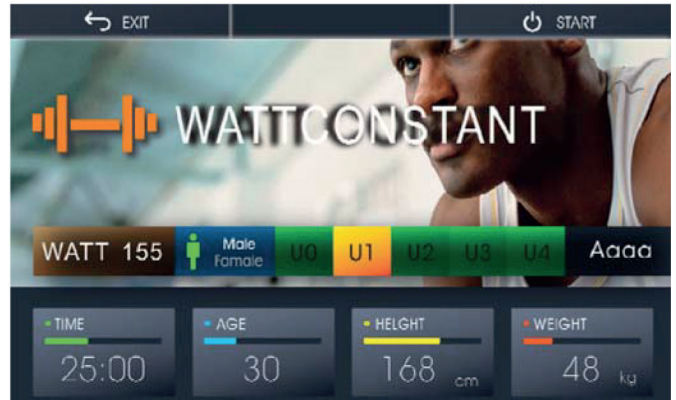 EXIT START
WATTCONSTANT
WATT 155 Male U0 U1 U2 U3 U4 Aaaa
Famale
TIME AGE HELGHT WEIGHT
25:00 30 168 cm 48 kg